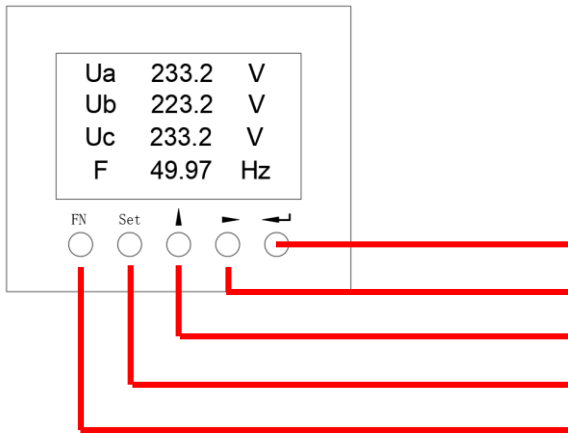 Ua 233.2 V
Ub 223.2 V
Uc 233.2 V
F 49.97 Hz
FN Set